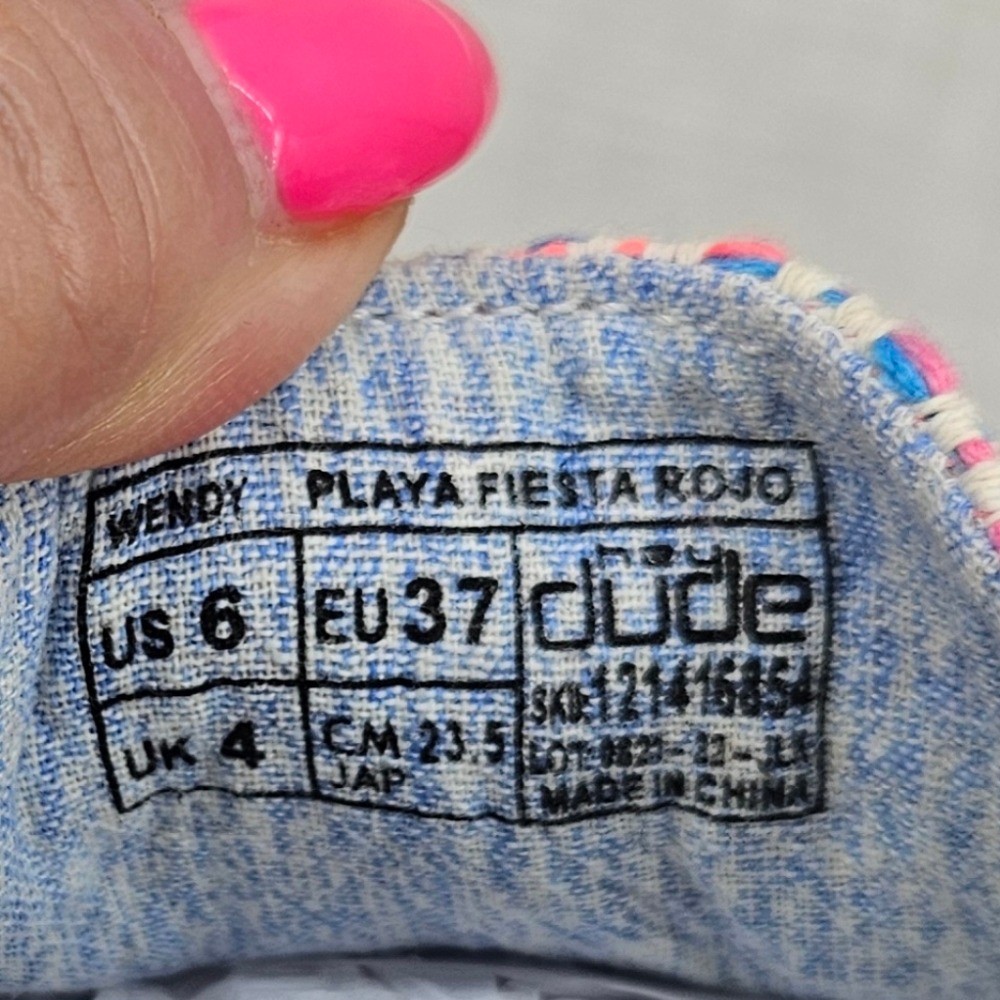 WENDY PLAYA FIESTA ROJO
US 6
EU 37
hey
dude
UK 4
CM 23.5
JAP
SKU:121415854
MADE IN CHINA